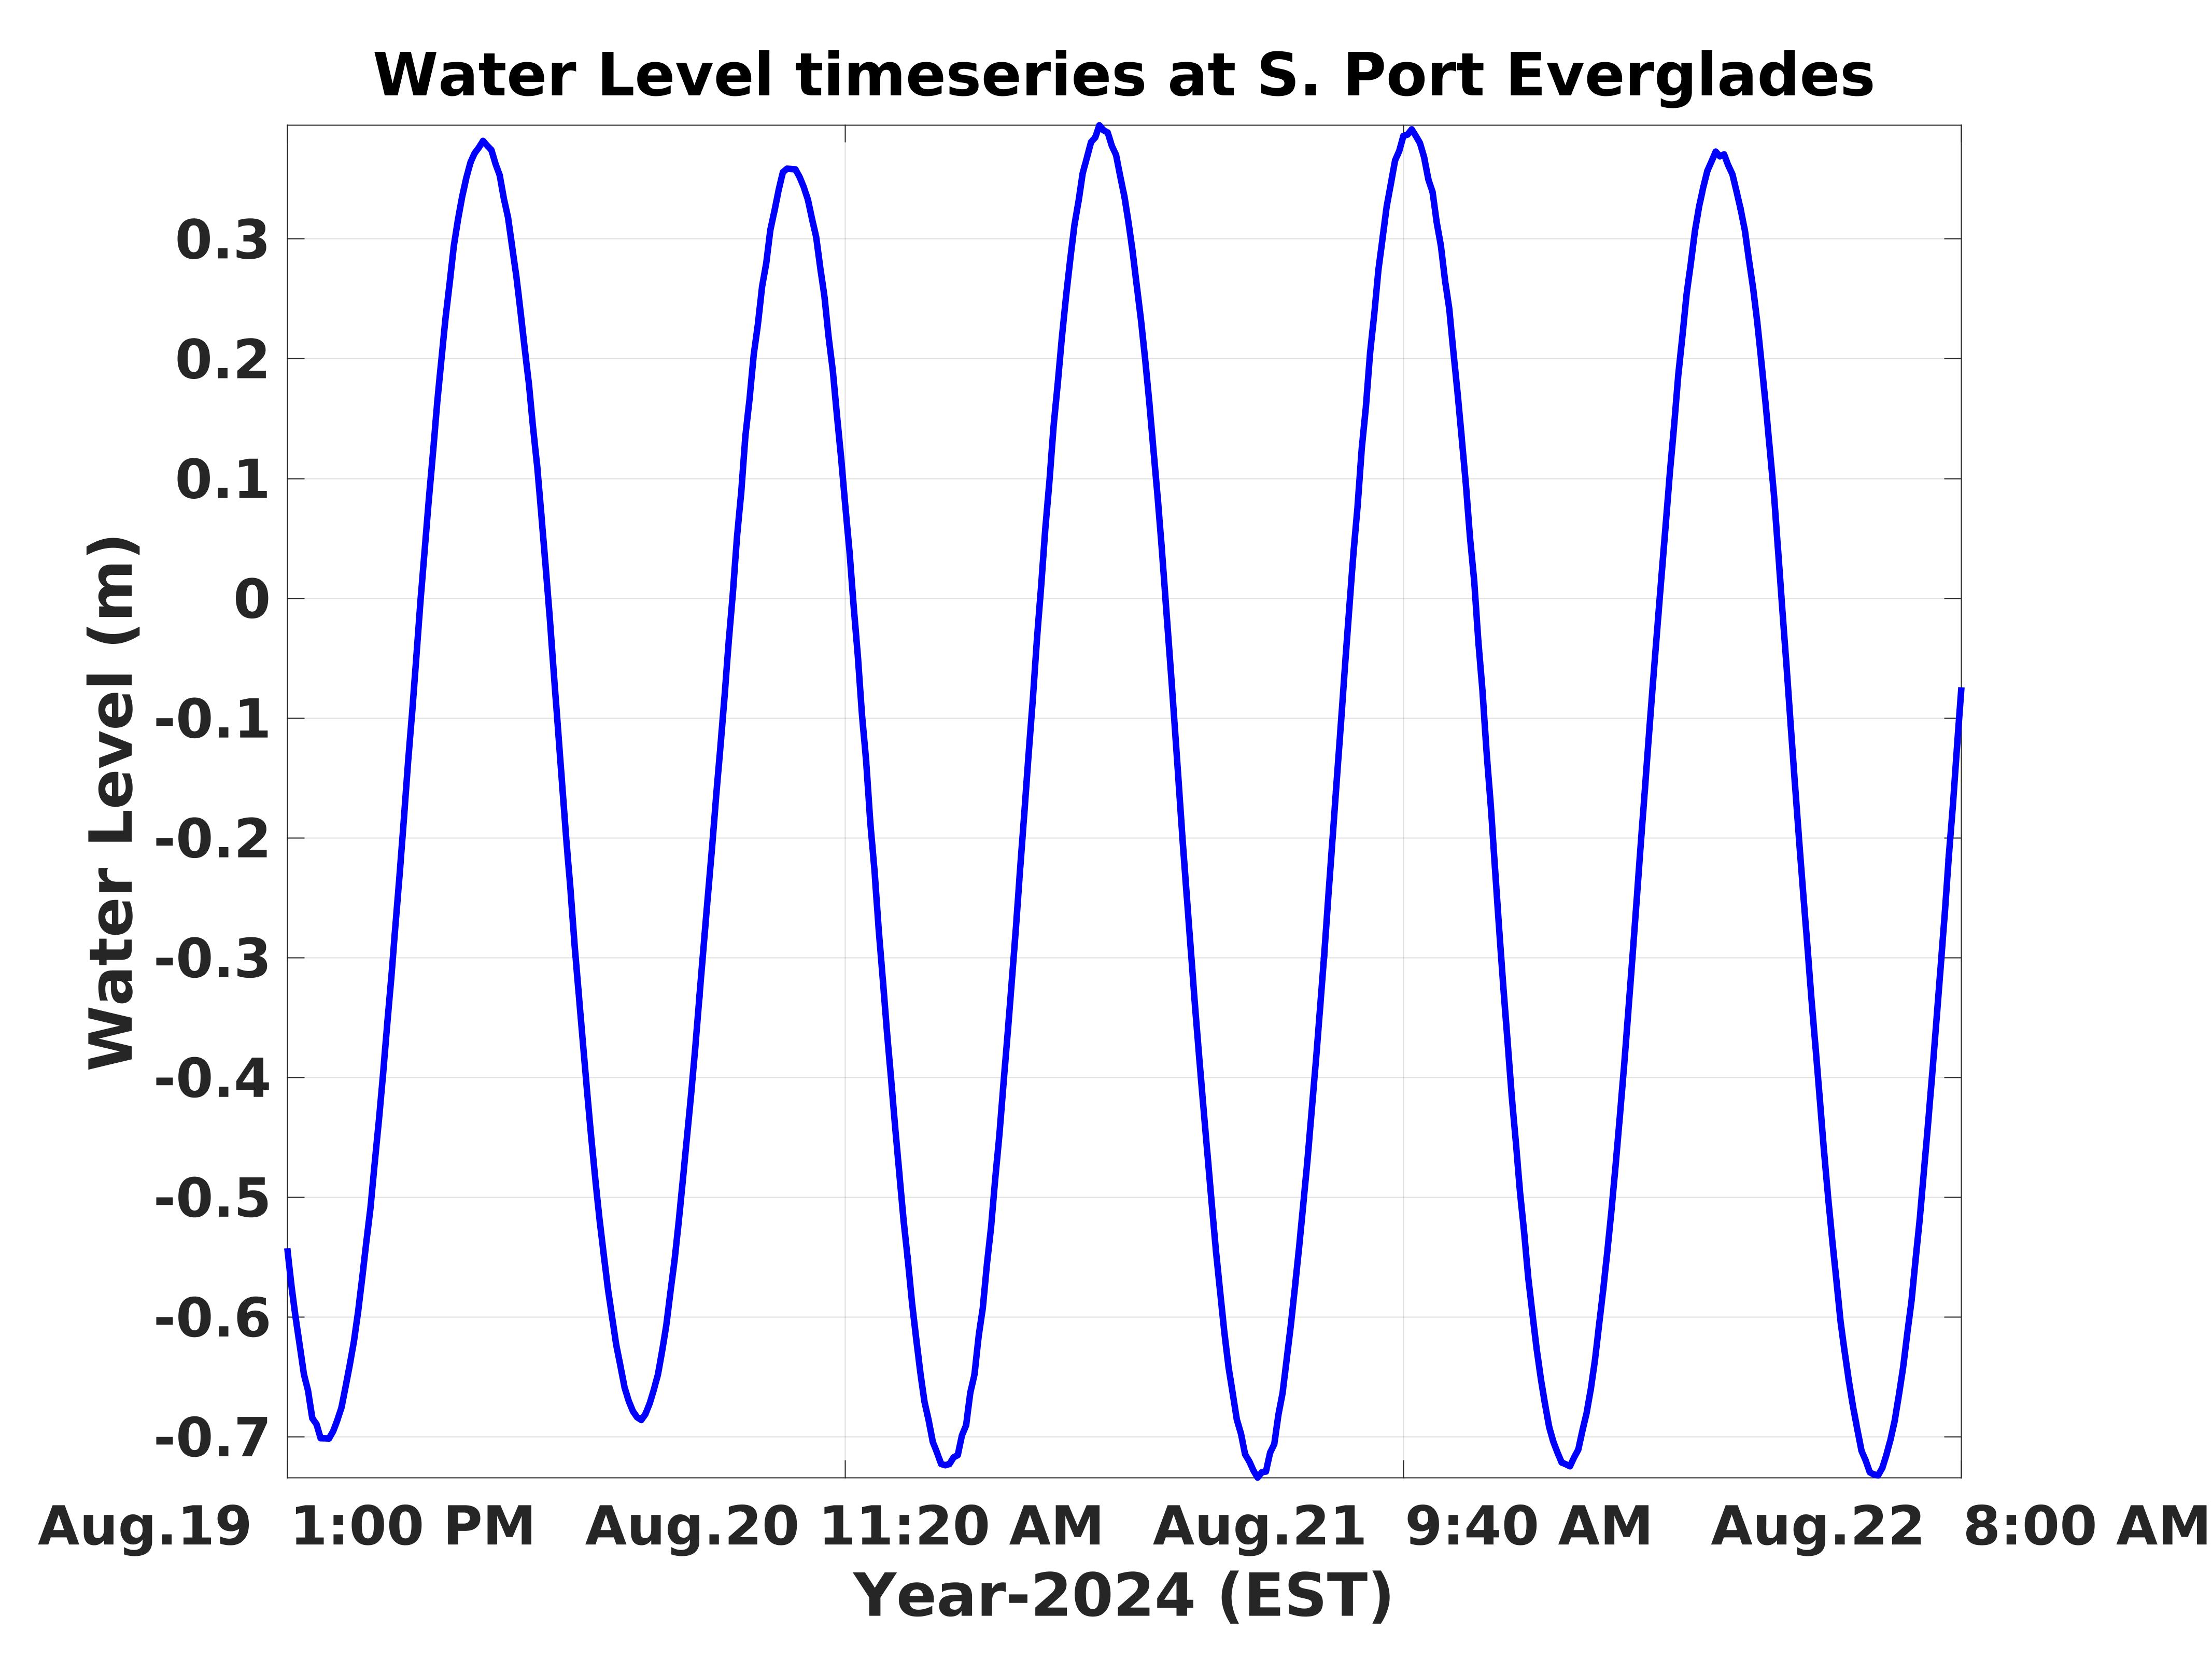 Water Level timeseries at S. Port Everglades
0.3
0.2
0.1
0
-0.1
-0.2
-0.3
-0.4
-0.5
-0.6
-0.7
Water Level (m)
Aug.19 1:00 PM Aug.20 11:20 AM Aug.21 9:40 AM Aug.22 8:00 AM
Year-2024 (EST)